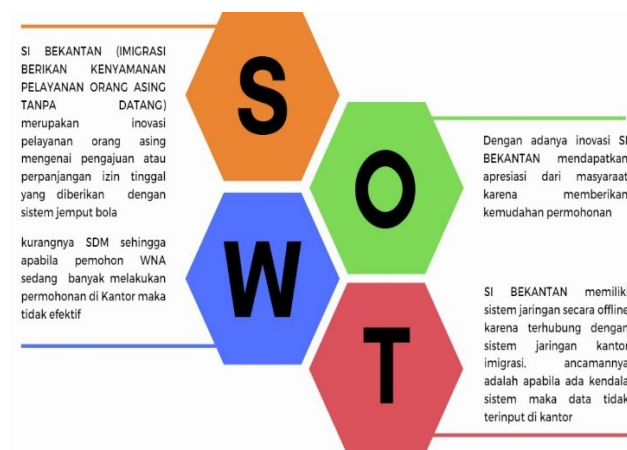 S
SI BEKANTAN (IMIGRASI
BERIKAN KENYAMANAN
PELAYANAN ORANG ASING
TANPA DATANG)
merupakan inovasi
pelayanan orang asing
mengenai pengajuan atau
perpanjangan izin tinggal
yang diberikan dengan
sistem jemput bola
O
Dengan adanya inovasi SI
BEKANTAN mendapatkan
apresiasi dari masyaraat
karena memberikan
kemudahan permohonan
W
kurangnya SDM sehingga
apabila pemohon WNA
sedang banyak melakukan
permohonan di Kantor maka
tidak efektif
T
SI BEKANTAN memiliki
sistem jaringan secara offline
karena terhubung dengan
sistem jaringan kantor
imigrasi, ancamannya
adalah apabila ada kendala
sistem maka data tidak
terinput di kantor